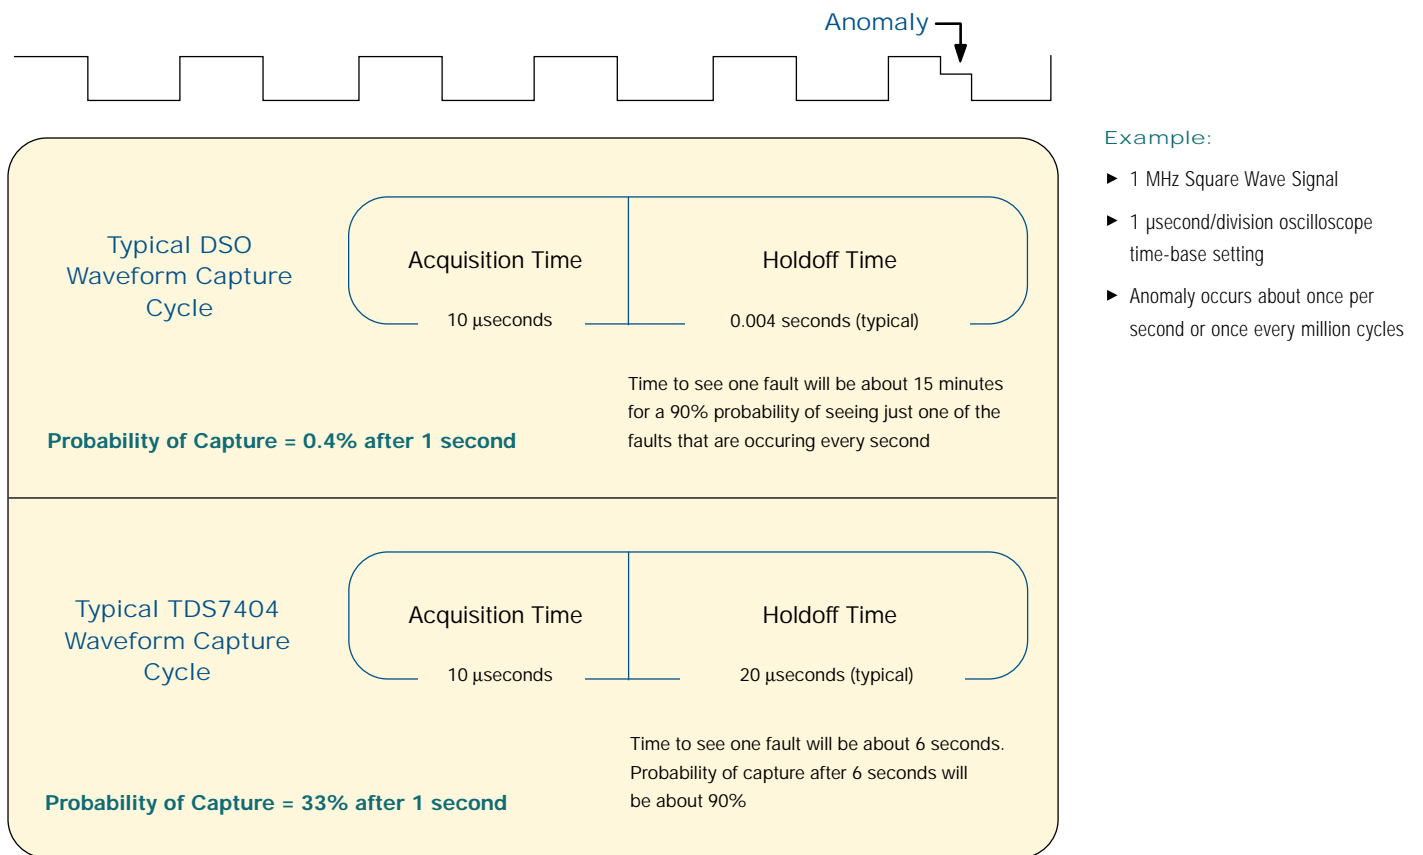 Anomaly
Example:
► 1 MHz Square Wave Signal
► 1 µsecond/division oscilloscope
time-base setting
► Anomaly occurs about once per
second or once every million cycles
Typical DSO
Waveform Capture
Cycle
Acquisition Time
10 µseconds
Holdoff Time
0.004 seconds (typical)
Time to see one fault will be about 15 minutes
for a 90% probability of seeing just one of the
faults that are occuring every second
Probability of Capture = 0.4% after 1 second
Typical TDS7404
Waveform Capture
Cycle
Acquisition Time
10 µseconds
Holdoff Time
20 µseconds (typical)
Time to see one fault will be about 6 seconds.
Probability of capture after 6 seconds will
be about 90%
Probability of Capture = 33% after 1 second